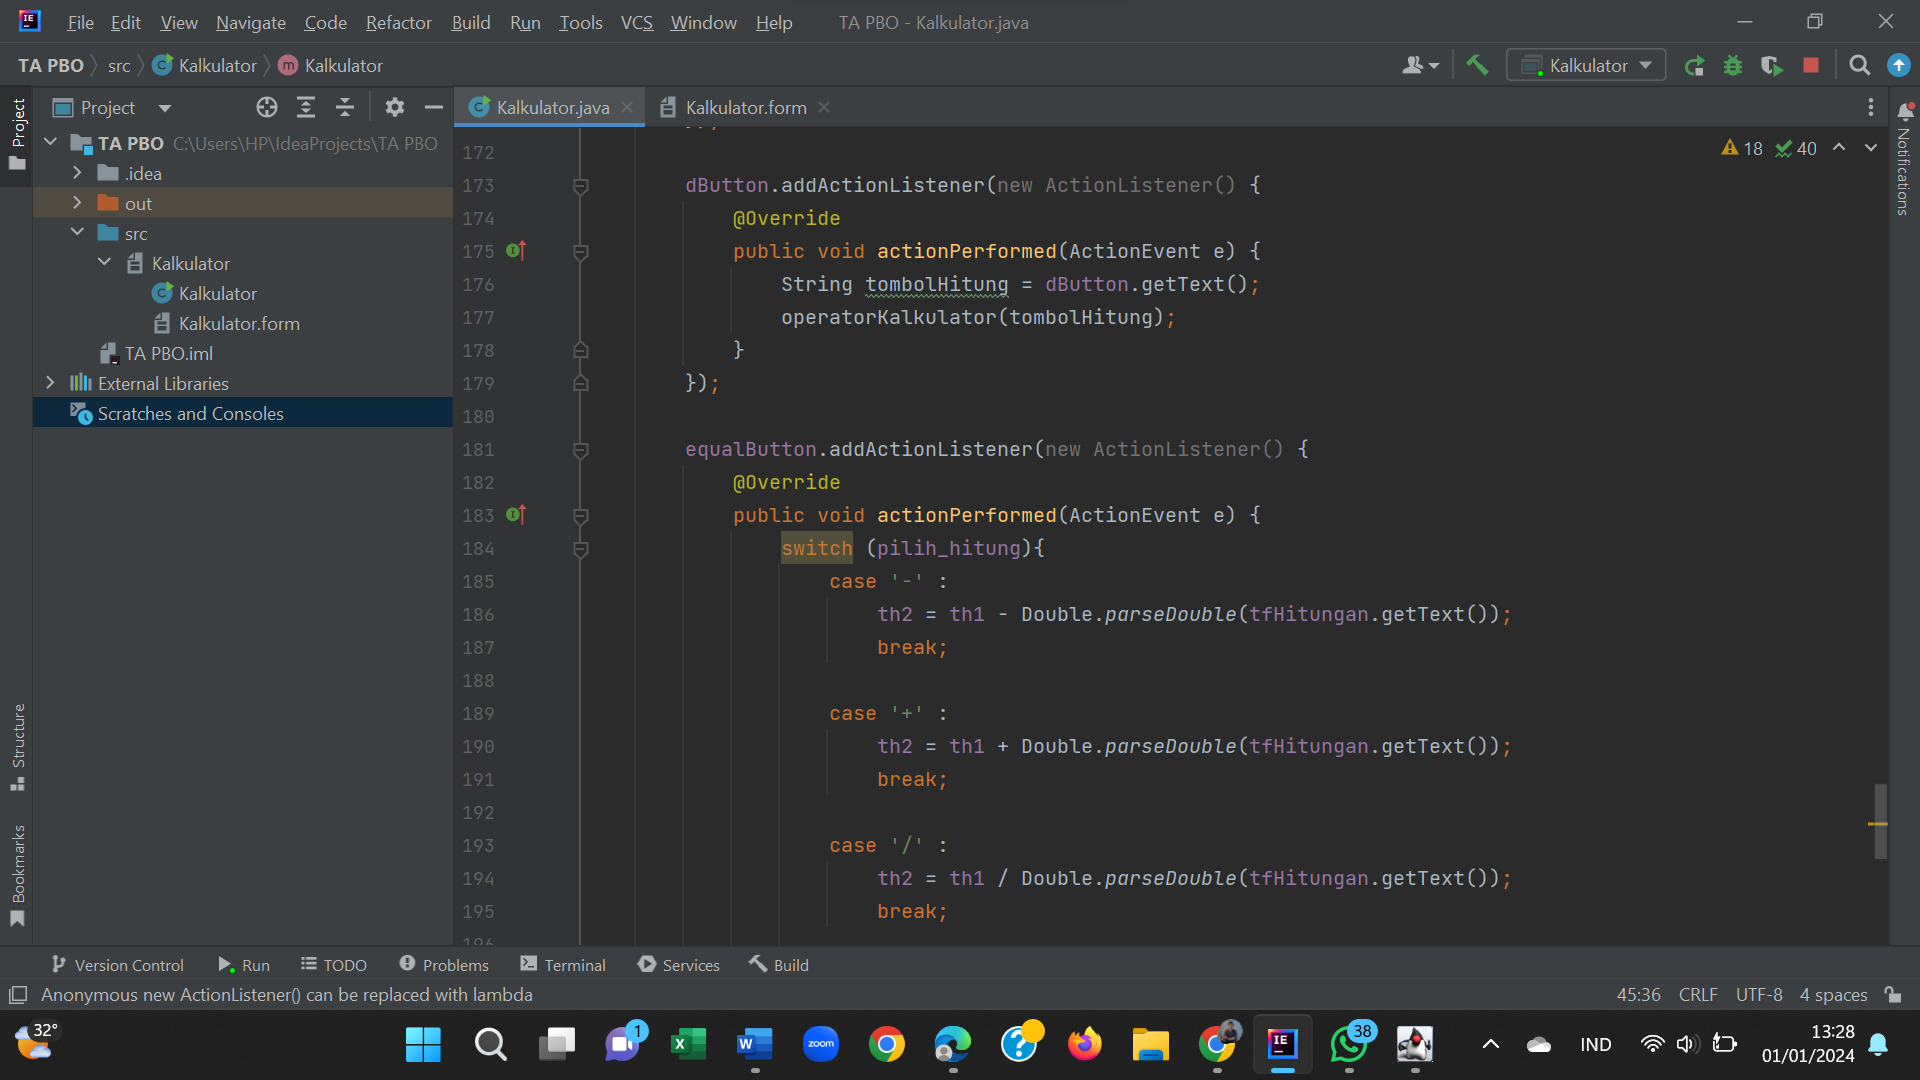 File Edit View Navigate Code Refactor Build Run Tools VCS Window Help TA PBO - Kalkulator.java
TA PBO src Kalkulator Kalkulator
Kalkulator
Project
Kalkulator.java Kalkulator.form
Project
Notifications
Structure
Bookmarks
TA PBO C:\Users\HP\IdeaProjects\TA PBO
.idea
out
src
Kalkulator
Kalkulator
Kalkulator.form
TA PBO.iml
External Libraries
Scratches and Consoles
18 40
172
173 dButton.addActionListener(new ActionListener() {
174 @Override
175 public void actionPerformed(ActionEvent e) {
176 String tombolHitung = dButton.getText();
177 operatorKalkulator(tombolHitung);
178 }
179 });
180
181 equalButton.addActionListener(new ActionListener() {
182 @Override
183 public void actionPerformed(ActionEvent e) {
184 switch (pilih_hitung){
185 case '-' :
186 th2 = th1 - Double.parseDouble(tfHitungan.getText());
187 break;
188
189 case '+' :
190 th2 = th1 + Double.parseDouble(tfHitungan.getText());
191 break;
192
193 case '/' :
194 th2 = th1 / Double.parseDouble(tfHitungan.getText());
195 break;
Version Control Run TODO Problems Terminal Services Build
Anonymous new ActionListener() can be replaced with lambda
45:36 CRLF UTF-8 4 spaces
32°
1
zoom
38
IND
13:28
01/01/2024